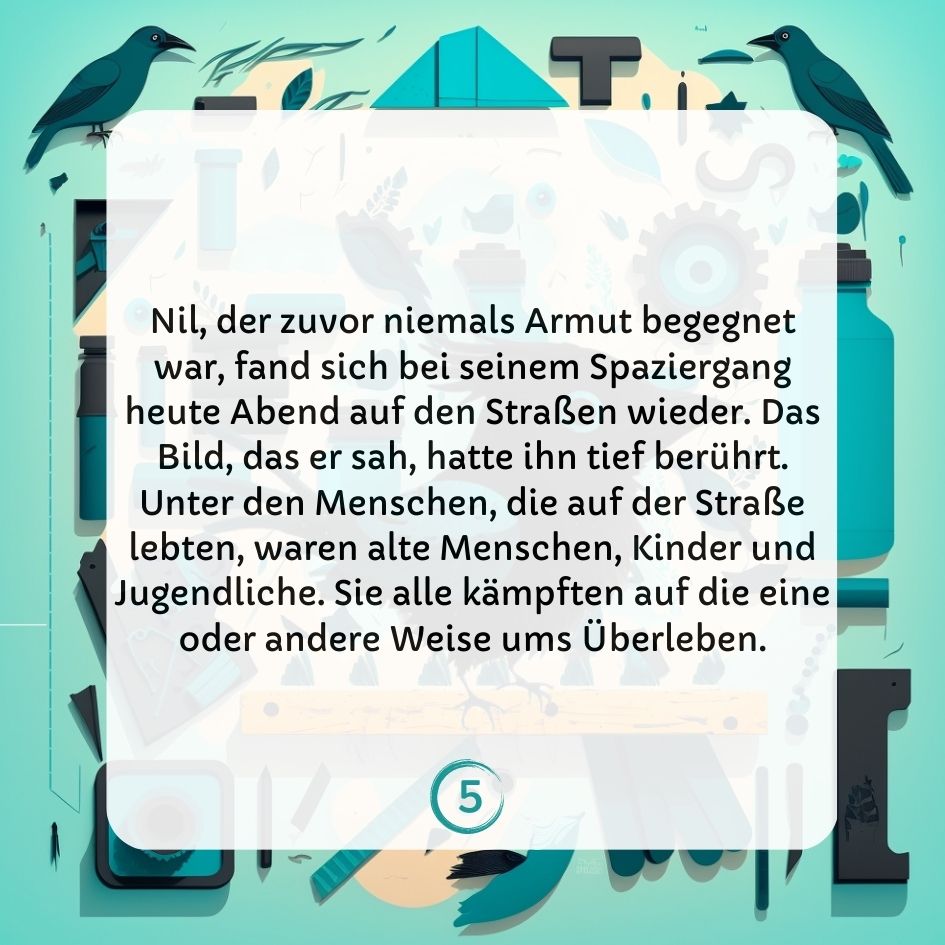 Nil, der zuvor niemals Armut begegnet
war, fand sich bei seinem Spaziergang
heute Abend auf den Straßen wieder. Das
Bild, das er sah, hatte ihn tief berührt.
Unter den Menschen, die auf der Straße
lebten, waren alte Menschen, Kinder und
Jugendliche. Sie alle kämpften auf die eine
oder andere Weise ums Überleben.
5